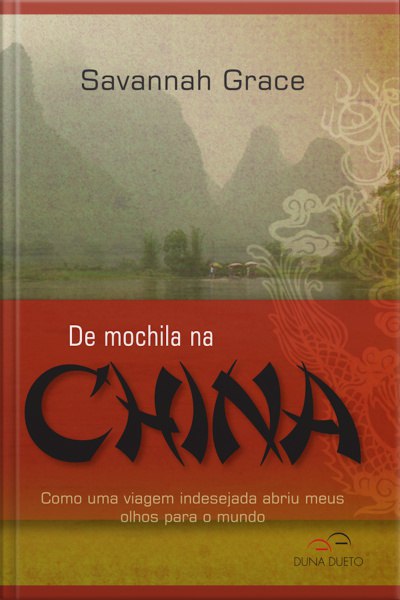 Savannah Grace
De mochila na
CHINA
Como uma viagem indesejada abriu meus
olhos para o mundo
DUNA DUETO